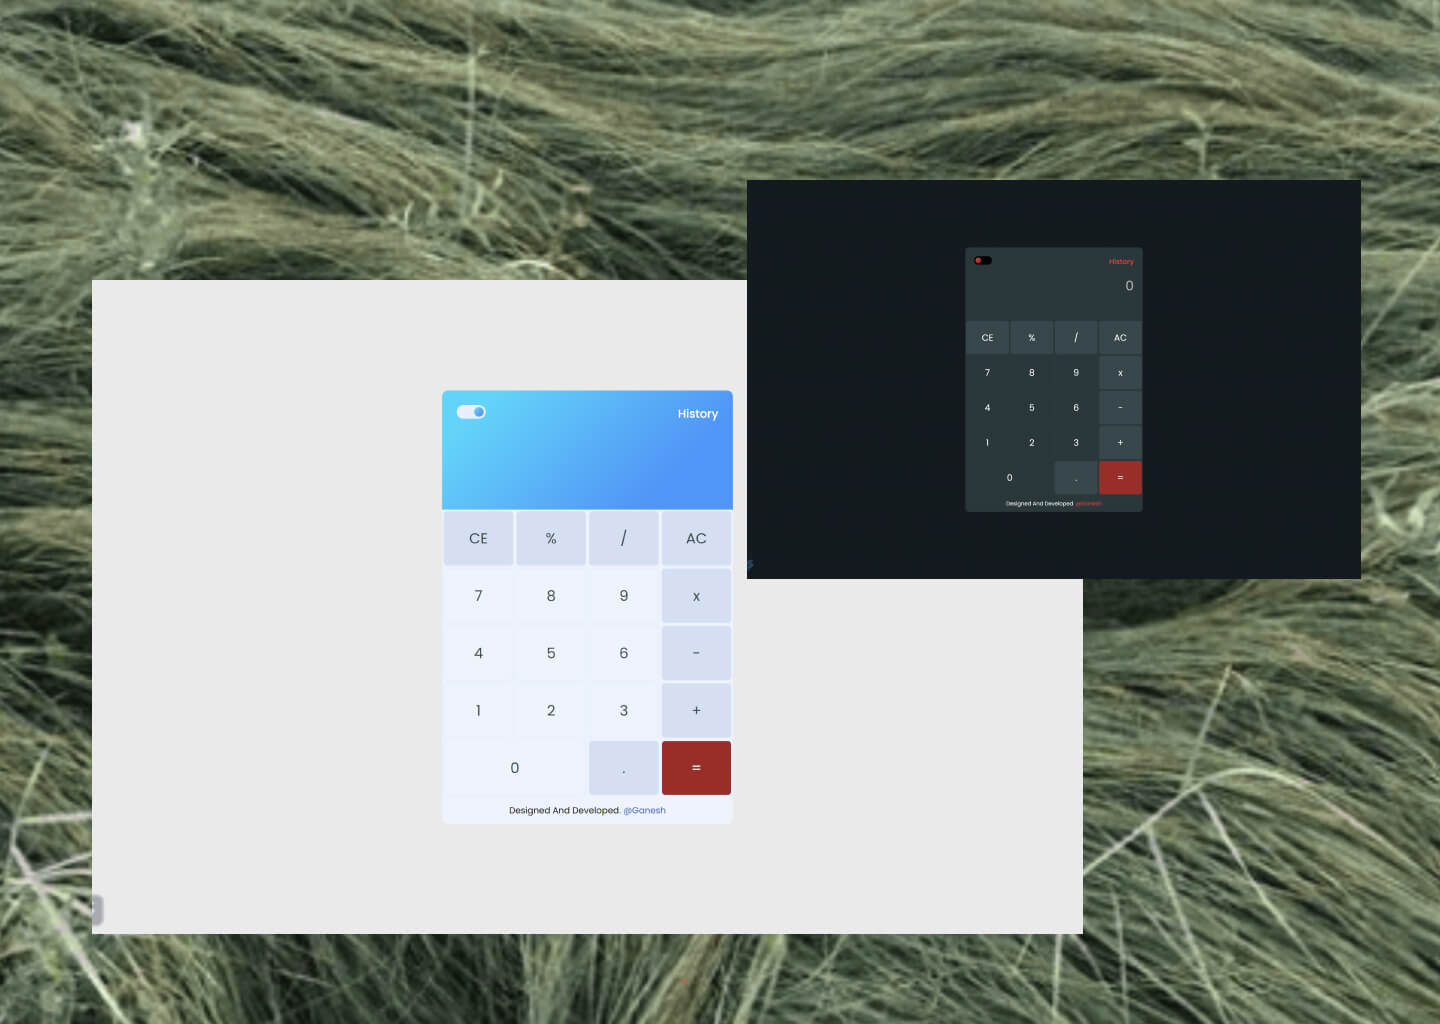 History
CE % / AC
7 8 9 x
4 5 6 -
1 2 3 +
0 . =
Designed And Developed. @Ganesh
History
0
CE % / AC
7 8 9 x
4 5 6 -
1 2 3 +
0 . =
Designed And Developed. @Ganesh